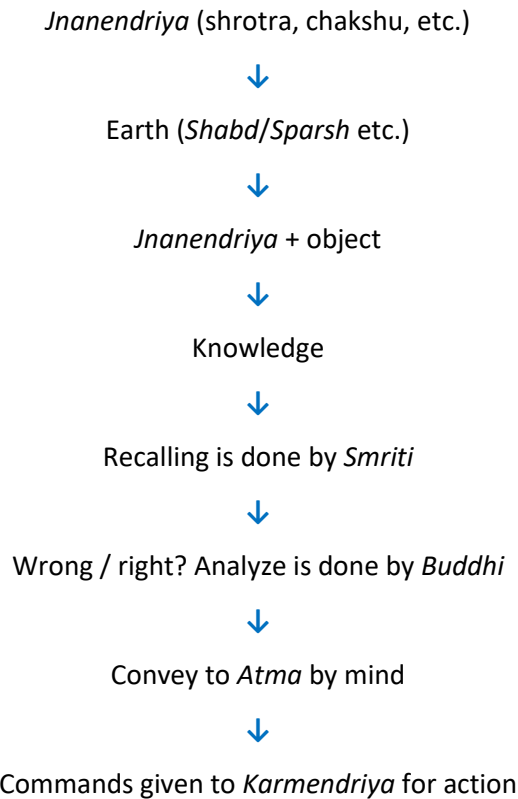 Jnanendriya (shrotra, chakshu, etc.)
Earth (Shabd/Sparsh etc.)
Jnanendriya + object
Knowledge
Recalling is done by Smriti
Wrong / right? Analyze is done by Buddhi
Convey to Atma by mind
Commands given to Karmendriya for action